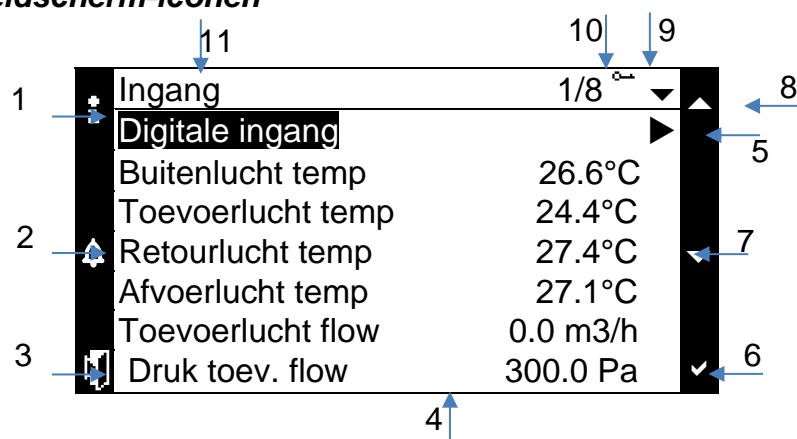 11 10 9
Ingang 1/8
1 8
Digitale ingang
5
Buitenlucht temp 26.6°C
Toevoerlucht temp 24.4°C
2 Retourlucht temp 27.4°C 7
Afvoerlucht temp 27.1°C
Toevoerlucht flow 0.0 m3/h
3 Druk toev. flow 300.0 Pa 6
4